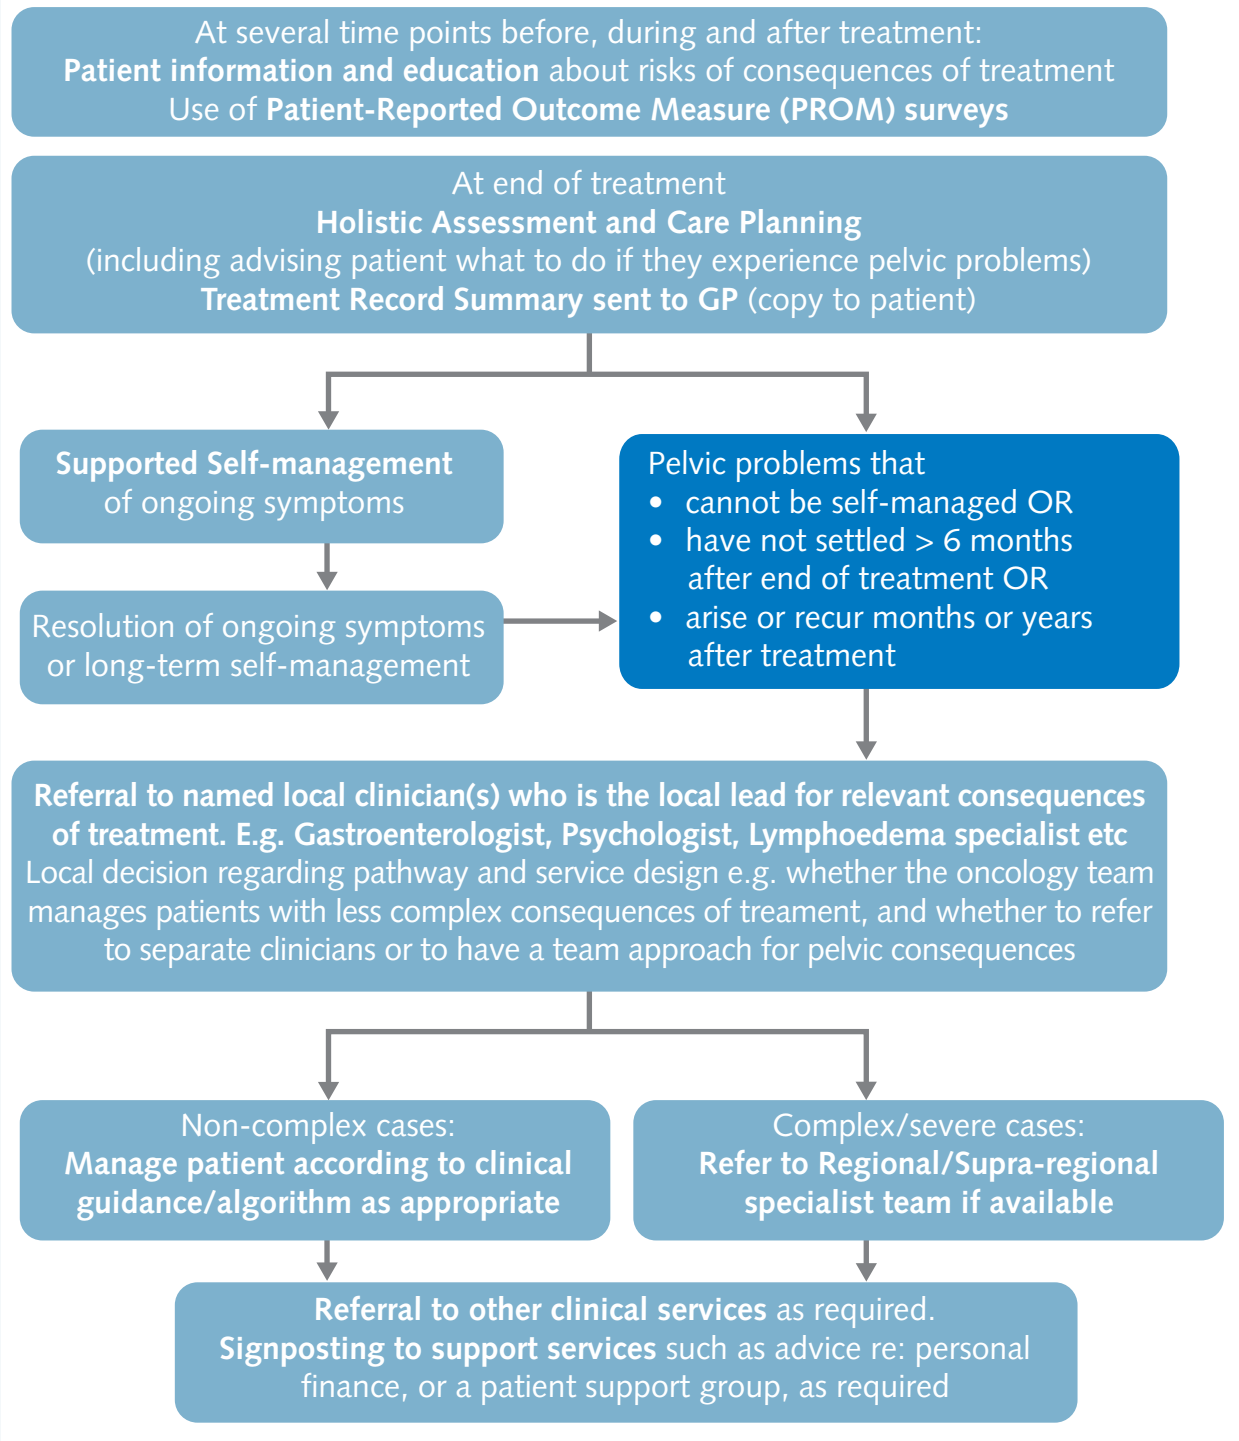 At several time points before, during and after treatment:
Patient information and education about risks of consequences of treatment
Use of Patient-Reported Outcome Measure (PROM) surveys
At end of treatment
Holistic Assessment and Care Planning
(including advising patient what to do if they experience pelvic problems)
Treatment Record Summary sent to GP (copy to patient)
Supported Self-management
of ongoing symptoms
Resolution of ongoing symptoms
or long-term self-management
Pelvic problems that
• cannot be self-managed OR
• have not settled > 6 months
after end of treatment OR
• arise or recur months or years
after treatment
Referral to named local clinician(s) who is the local lead for relevant consequences
of treatment. E.g. Gastroenterologist, Psychologist, Lymphoedema specialist etc
Local decision regarding pathway and service design e.g. whether the oncology team
manages patients with less complex consequences of treament, and whether to refer
to separate clinicians or to have a team approach for pelvic consequences
Non-complex cases:
Manage patient according to clinical
guidance/algorithm as appropriate
Complex/severe cases:
Refer to Regional/Supra-regional
specialist team if available
Referral to other clinical services as required.
Signposting to support services such as advice re: personal
finance, or a patient support group, as required